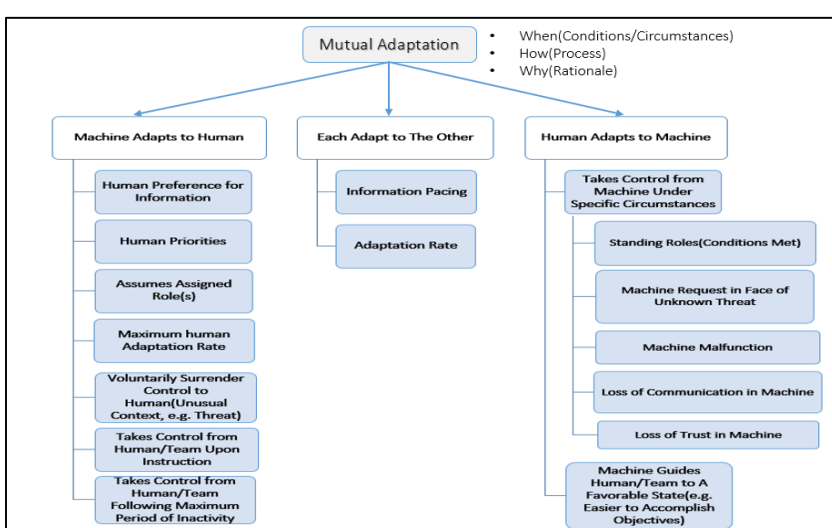 Mutual Adaptation
• When(Conditions/Circumstances)
• How(Process)
• Why(Rationale)
Machine Adapts to Human
Each Adapt to The Other
Human Adapts to Machine
Human Preference for
Information
Human Priorities
Assumes Assigned
Role(s)
Maximum human
Adaptation Rate
Voluntarily Surrender
Control to
Human(Unusual
Context, e.g. Threat)
Takes Control from
Human/Team Upon
Instruction
Takes Control from
Human/Team
Following Maximum
Period of Inactivity
Information Pacing
Adaptation Rate
Takes Control from
Machine Under
Specific Circumstances
Standing Roles(Conditions Met)
Machine Request in Face of
Unknown Threat
Machine Malfunction
Loss of Communication in Machine
Loss of Trust in Machine
Machine Guides
Human/Team to A
Favorable State(e.g.
Easier to Accomplish
Objectives)